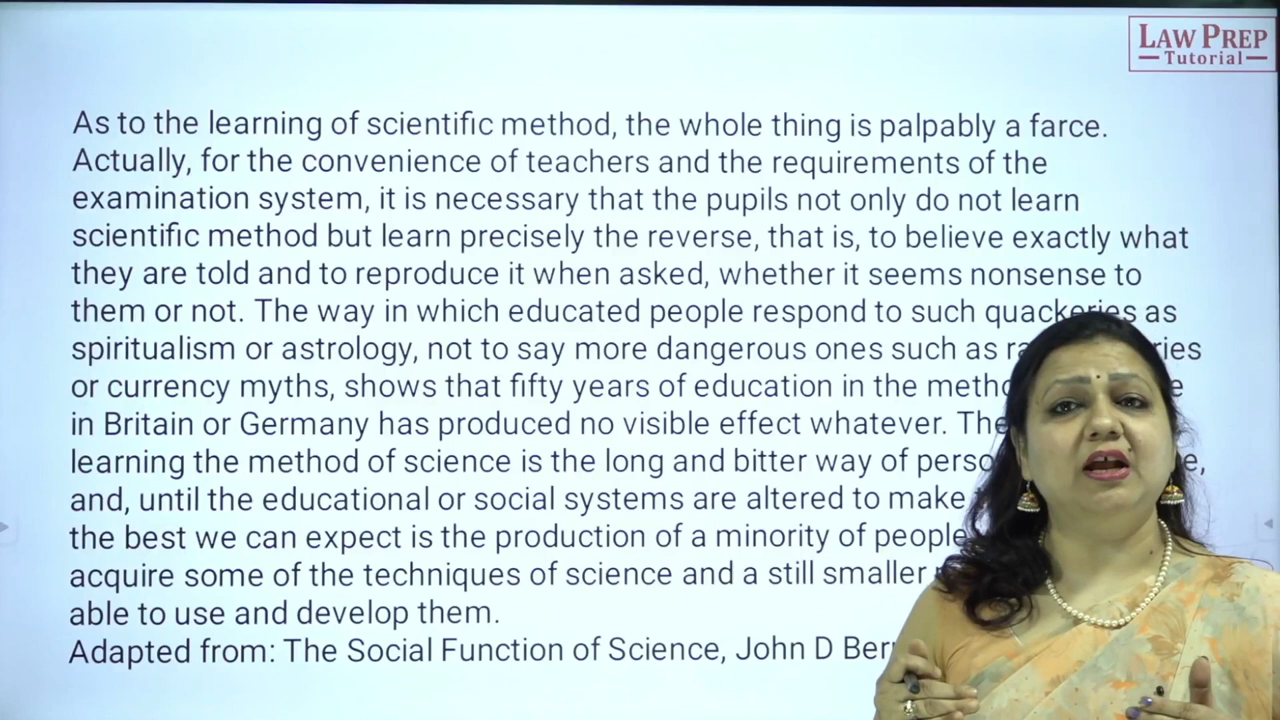 LAW PREP
Tutorial
As to the learning of scientific method, the whole thing is palpably a farce.
Actually, for the convenience of teachers and the requirements of the
examination system, it is necessary that the pupils not only do not learn
scientific method but learn precisely the reverse, that is, to believe exactly what
they are told and to reproduce it when asked, whether it seems nonsense to
them or not. The way in which educated people respond to such quackeries as
spiritualism or astrology, not to say more dangerous ones such as
or currency myths, shows that fifty years of education in the
in Britain or Germany has produced no visible effect whatever.
learning the method of science is the long and bitter way of
and, until the educational or social systems are altered to make
the best we can expect is the production of a minority of people
acquire some of the techniques of science and a still smaller
able to use and develop them.
Adapted from: The Social Function of Science, John D